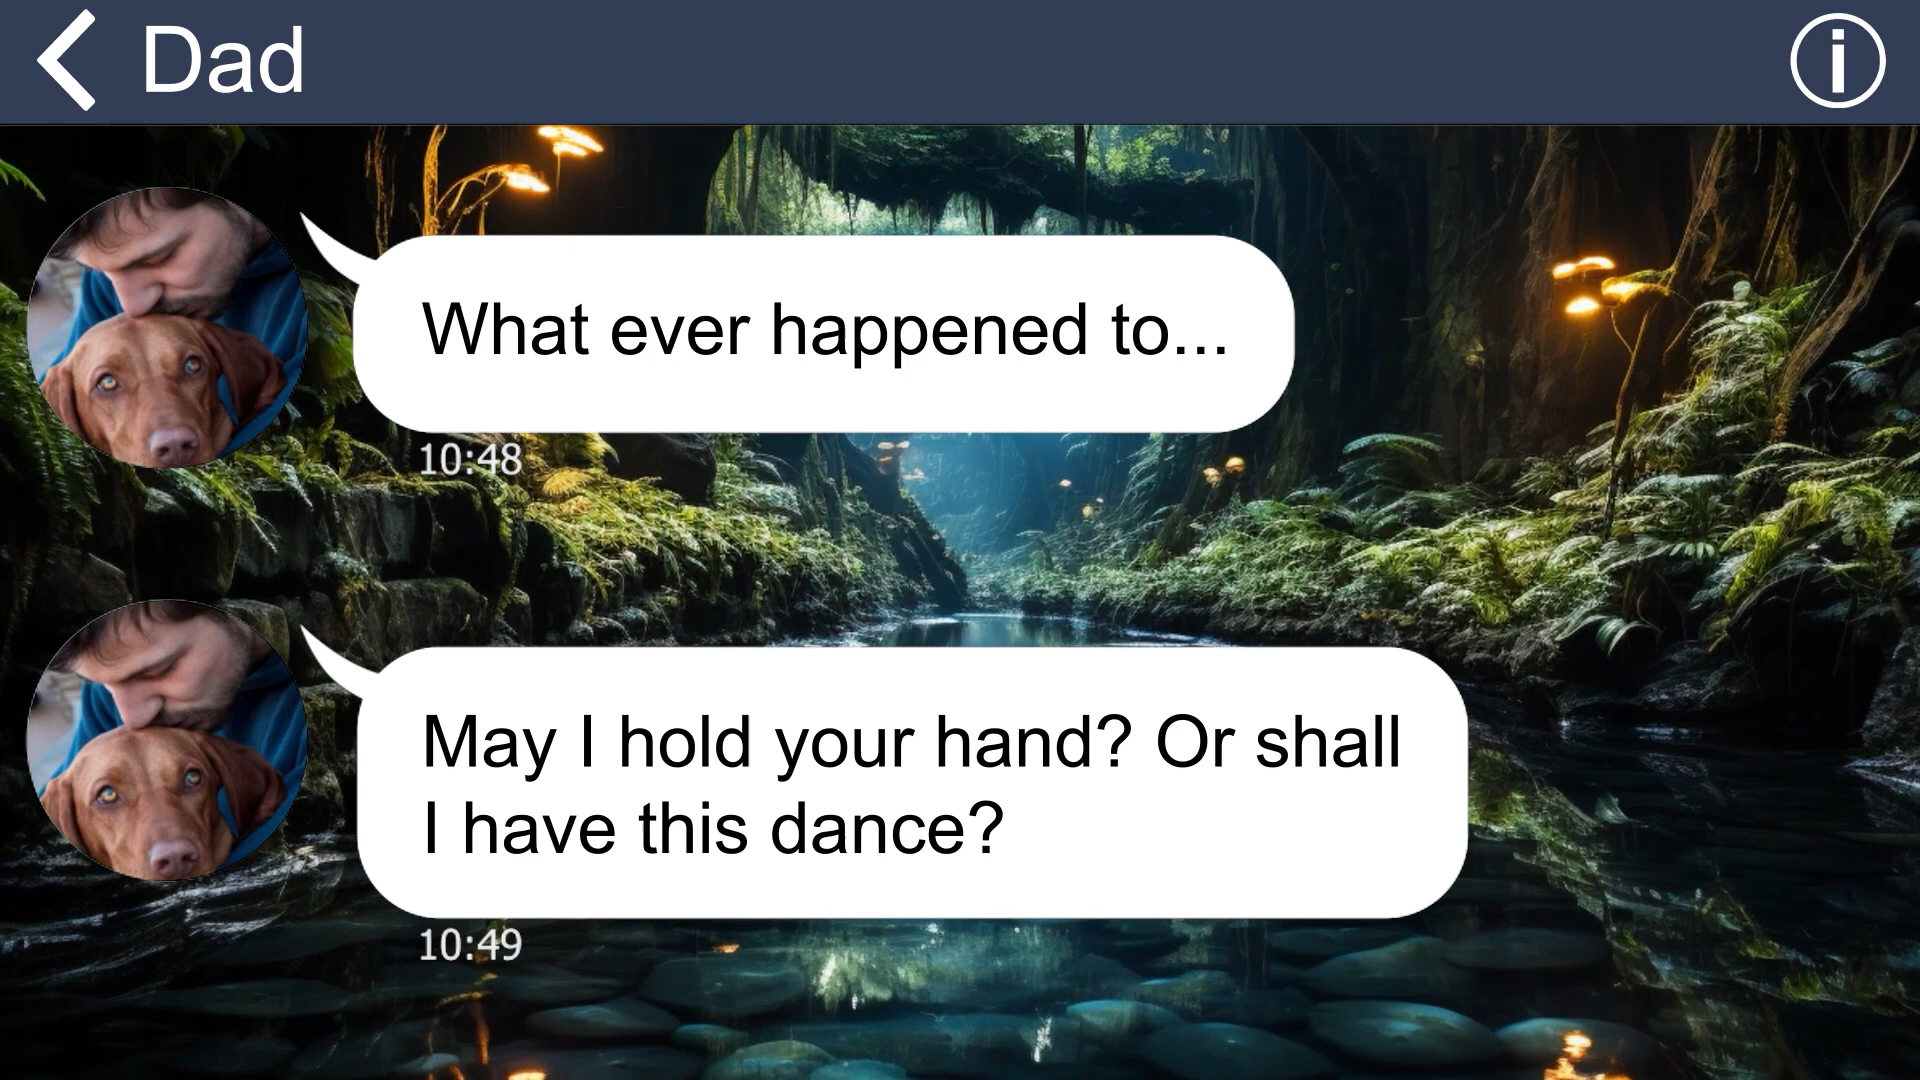 Dad
What ever happened to...
10:48
May I hold your hand? Or shall
I have this dance?
10:49